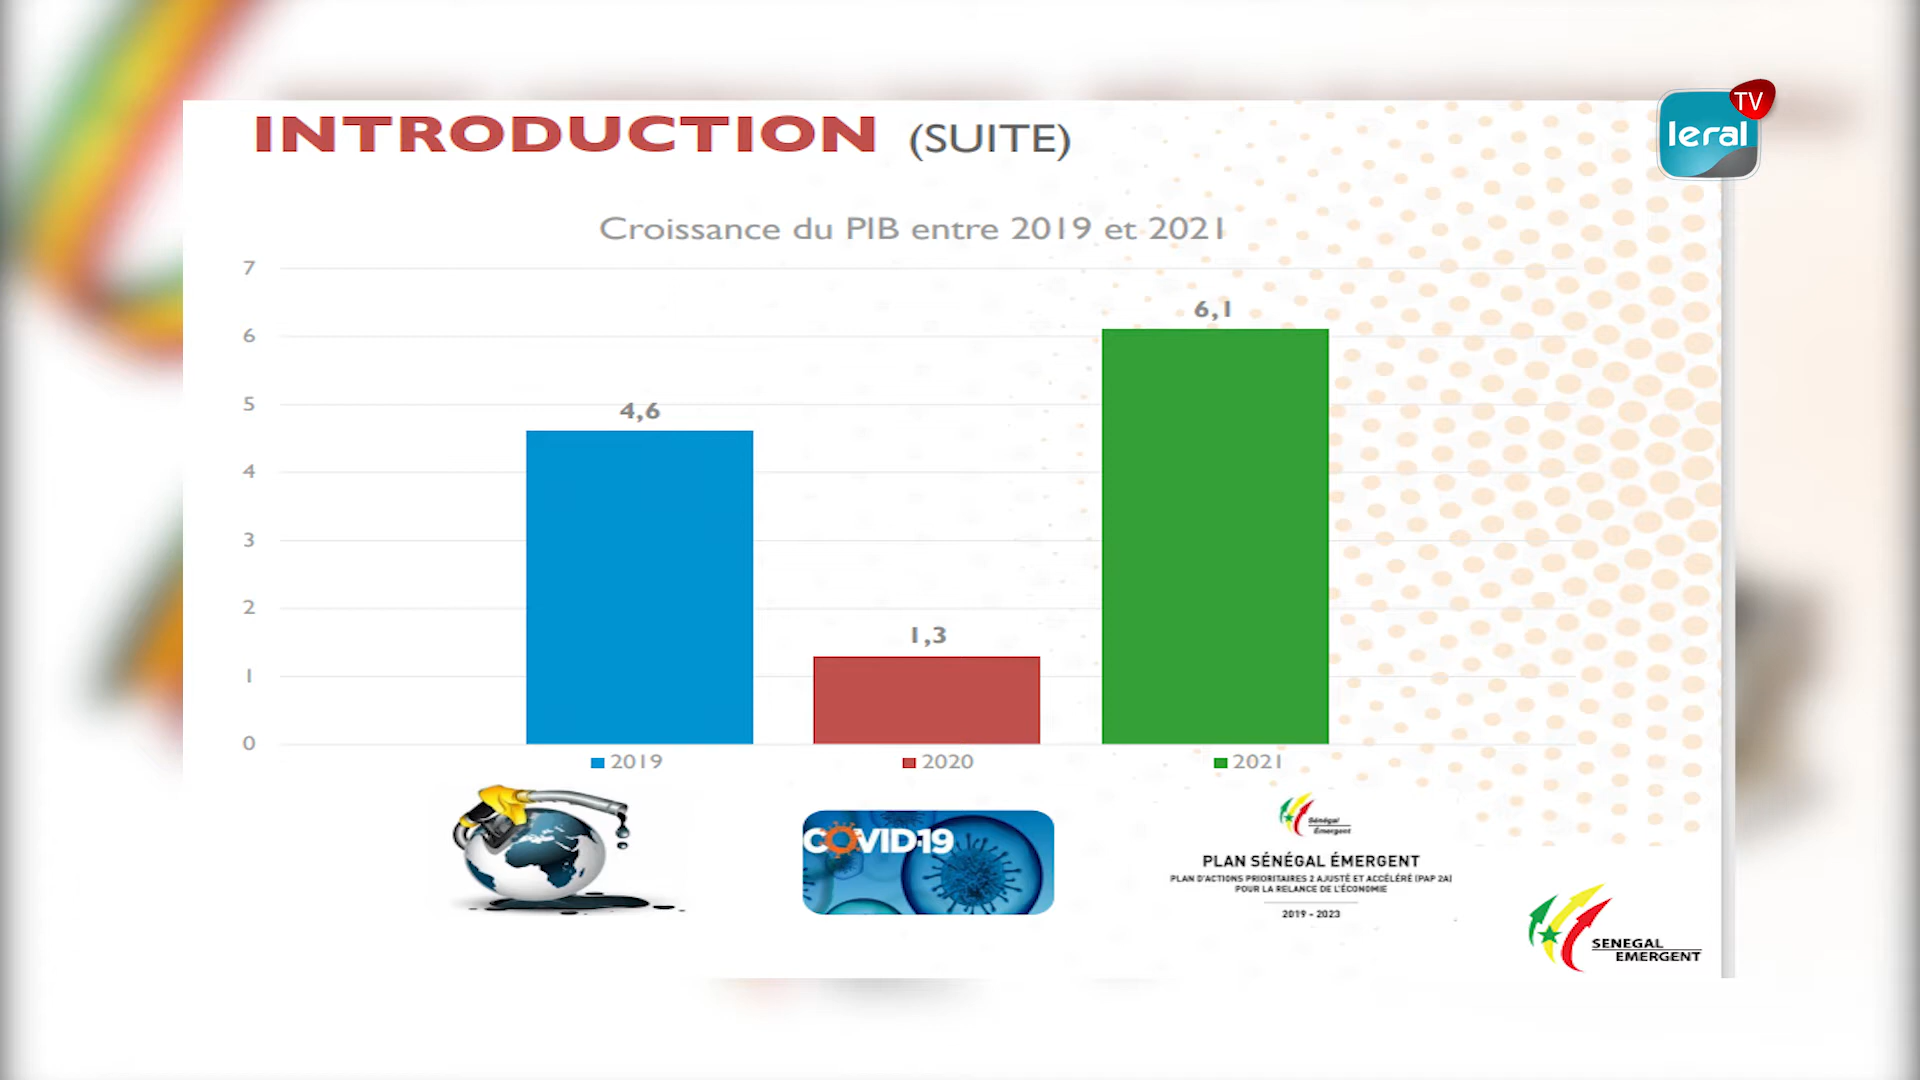 TV
leral
INTRODUCTION (SUITE)
Croissance du PIB entre 2019 et 2021
7
6
5
4
3
2
1
0
4,6
1,3
6,1
2019
2020
2021
COVID-19
Sénégal
Émergent
PLAN SÉNÉGAL ÉMERGENT
PLAN D'ACTIONS PRIORITAIRES 2 AJUSTÉ ET ACCÉLÉRÉ (PAP 2A)
POUR LA RELANCE DE L'ÉCONOMIE
2019 - 2023
SENEGAL
EMERGENT